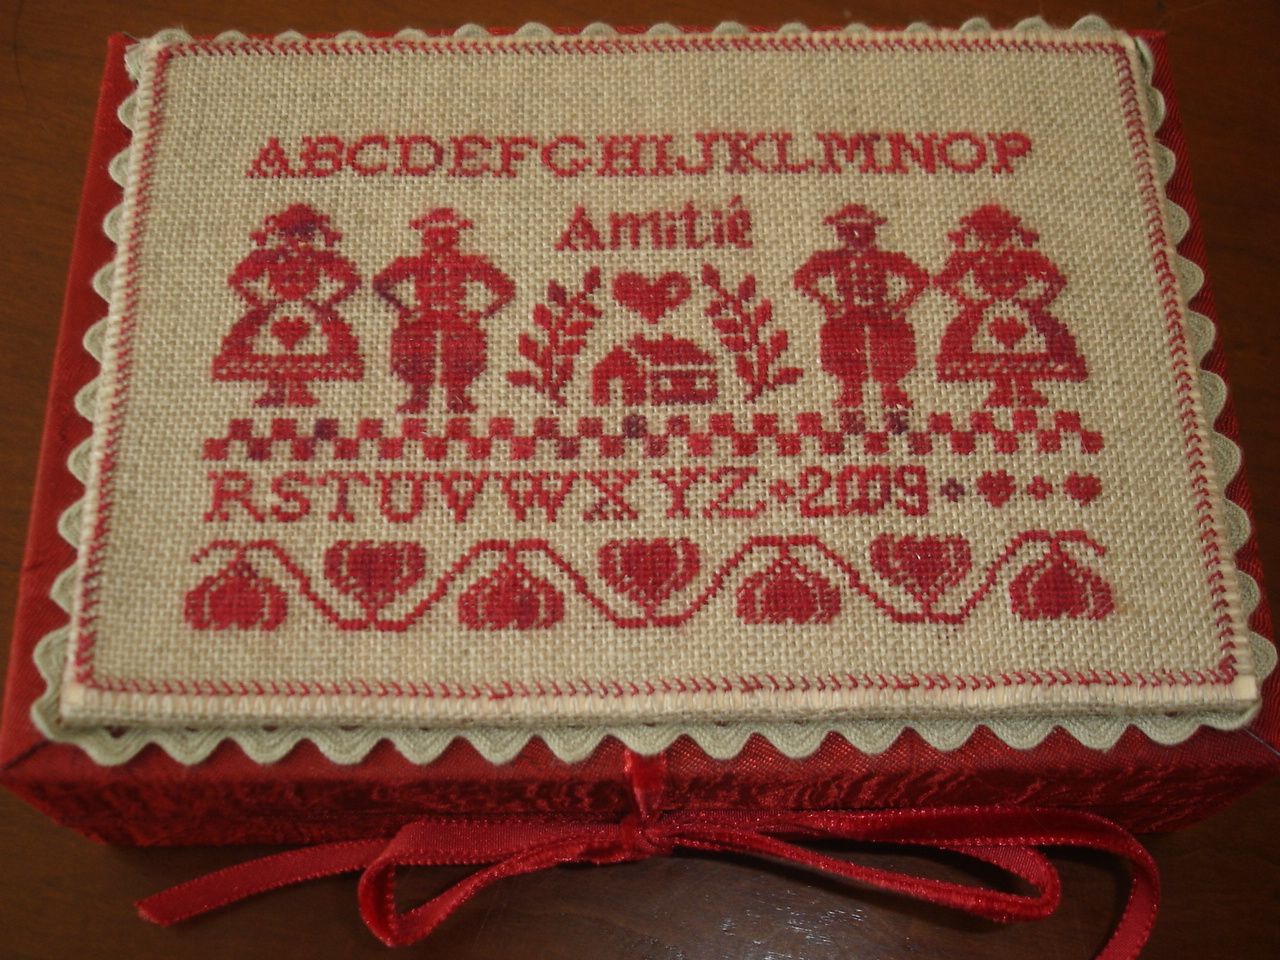 ABCDEFGHIJKLMNOP
Amitié
RSTUVWXYZ 2009